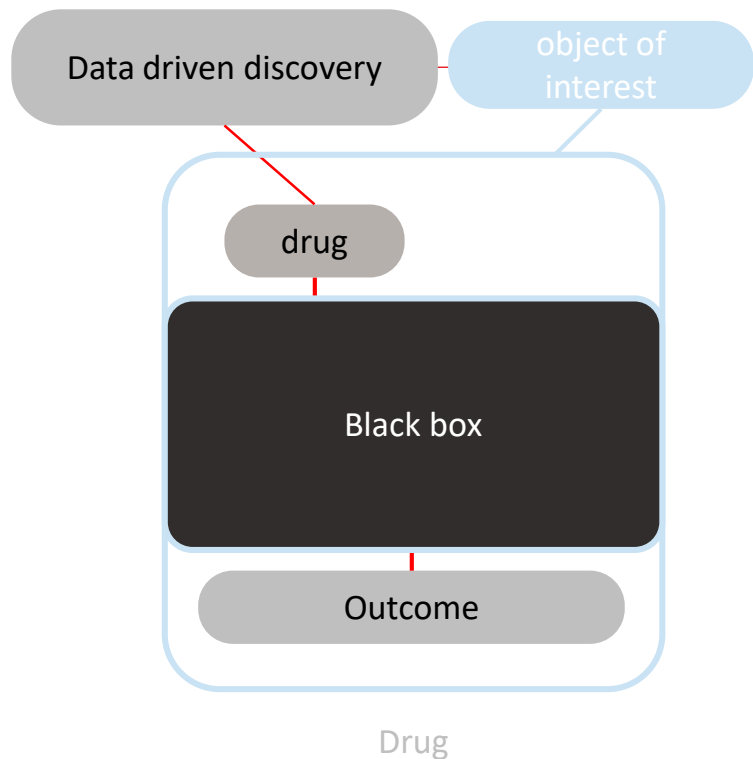 Data driven discovery
object of
interest
drug
Black box
Outcome
Drug